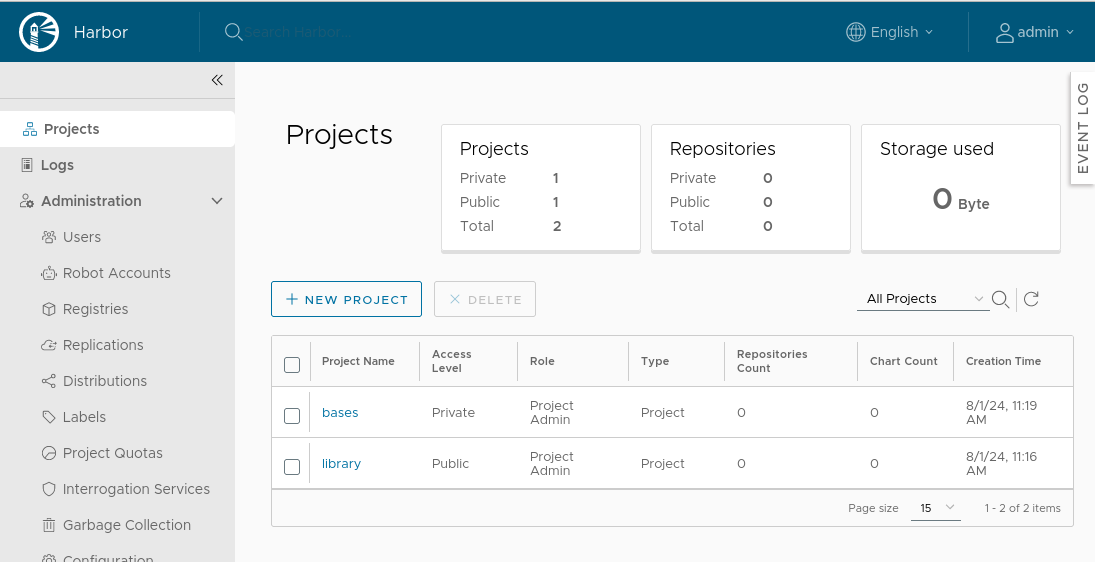 Harbor
Search Harbor...
English
admin
EVENT LOG
Projects
Logs
Administration
Users
Robot Accounts
Registries
Replications
Distributions
Labels
Project Quotas
Interrogation Services
Garbage Collection
Configuration
Projects
Projects
Private 1
Public 1
Total 2
Repositories
Private 0
Public 0
Total 0
Storage used
0 Byte
+ NEW PROJECT
× DELETE
All Projects
Project Name Access Level Role Type Repositories Count Chart Count Creation Time
bases Private Project Admin Project 0 0 8/1/24, 11:19 AM
library Public Project Admin Project 0 0 8/1/24, 11:16 AM
Page size 15 1 - 2 of 2 items